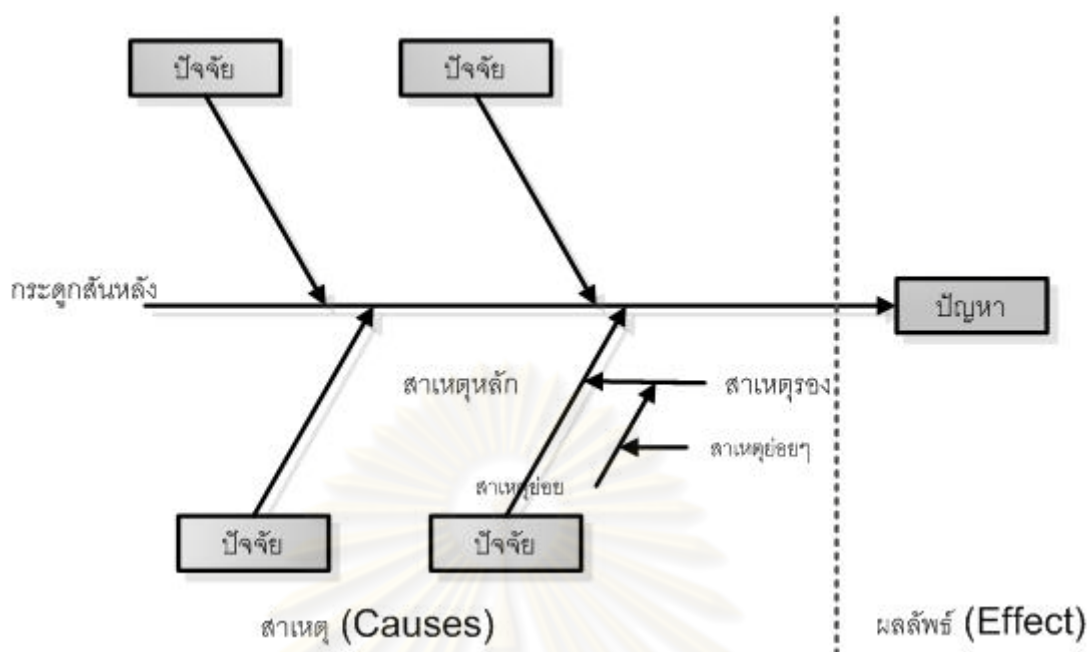 ปัจจัย
ปัจจัย
กระดูกสันหลัง
ปัญหา
สาเหตุหลัก
สาเหตุรอง
สาเหตุย่อยๆ
สาเหตุย่อย
ปัจจัย
ปัจจัย
สาเหตุ (Causes)
ผลลัพธ์ (Effect)